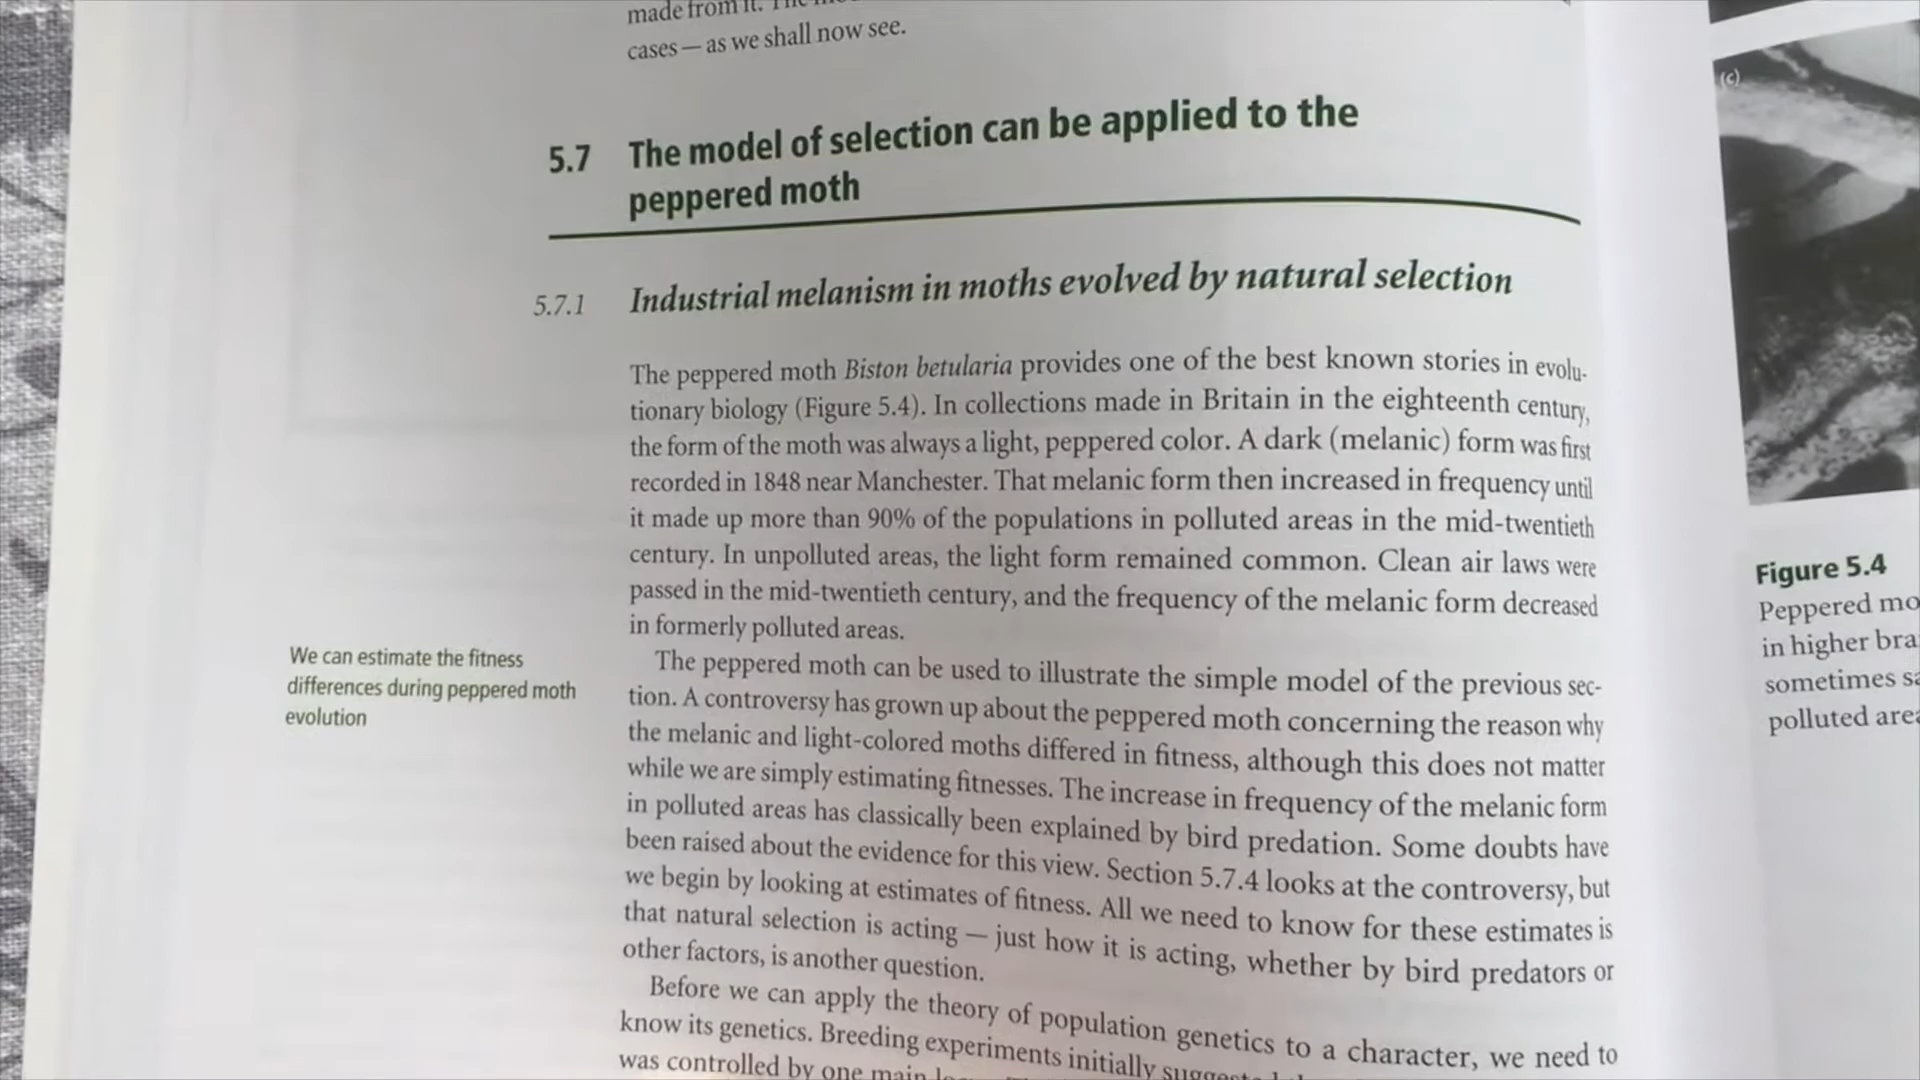 made from it. The
cases — as we shall now see.
5.7 The model of selection can be applied to the
peppered moth
5.7.1 Industrial melanism in moths evolved by natural selection
The peppered moth Biston betularia provides one of the best known stories in evolu-
tionary biology (Figure 5.4). In collections made in Britain in the eighteenth century,
the form of the moth was always a light, peppered color. A dark (melanic) form was first
recorded in 1848 near Manchester. That melanic form then increased in frequency until
it made up more than 90% of the populations in polluted areas in the mid-twentieth
century. In unpolluted areas, the light form remained common. Clean air laws were
passed in the mid-twentieth century, and the frequency of the melanic form decreased
in formerly polluted areas.
We can estimate the fitness
differences during peppered moth
evolution
The peppered moth can be used to illustrate the simple model of the previous sec-
tion. A controversy has grown up about the peppered moth concerning the reason why
the melanic and light-colored moths differed in fitness, although this does not matter
while we are simply estimating fitnesses. The increase in frequency of the melanic form
in polluted areas has classically been explained by bird predation. Some doubts have
been raised about the evidence for this view. Section 5.7.4 looks at the controversy, but
we begin by looking at estimates of fitness. All we need to know for these estimates is
that natural selection is acting — just how it is acting, whether by bird predators or
other factors, is another question.
Before we can apply the theory of population genetics to a character, we need to
know its genetics. Breeding experiments initially
was controlled by one main
(c)
Figure 5.4
Peppered mo
in higher bra
sometimes sa
polluted area